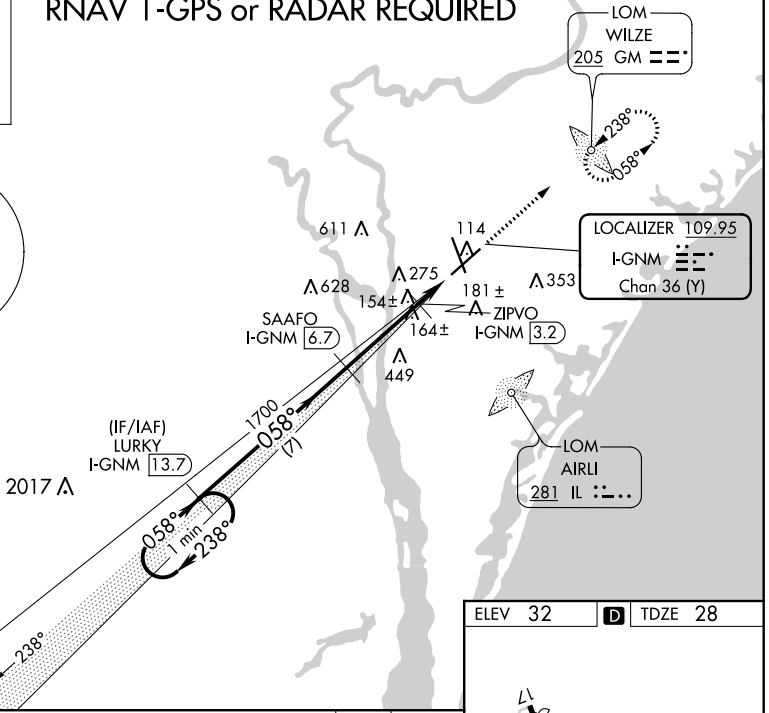 RNAV 1-GPS or RADAR REQUIRED
LOM
WILZE
205 GM
238°
058°
611
114
LOCALIZER 109.95
I-GNM
Chan 36 (Y)
275
353
628
154±
181±
SAAFO
I-GNM 6.7
ZIPVO
I-GNM 3.2
164±
449
1700
058°
(7)
(IF/IAF)
LURKY
I-GNM 13.7
LOM
AIRLI
281 IL
2017
058°
1 min
238°
238°
ELEV 32 D TDZE 28
17